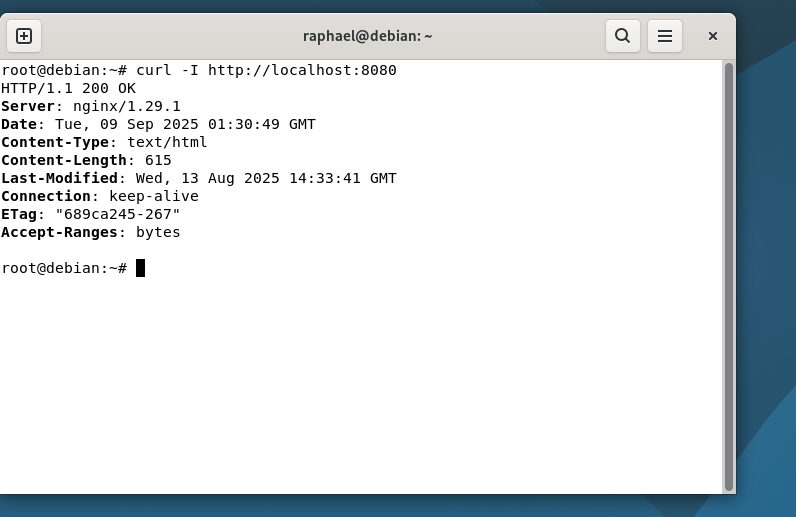 raphael@debian: ~
root@debian:~# curl -I http://localhost:8080
HTTP/1.1 200 OK
Server: nginx/1.29.1
Date: Tue, 09 Sep 2025 01:30:49 GMT
Content-Type: text/html
Content-Length: 615
Last-Modified: Wed, 13 Aug 2025 14:33:41 GMT
Connection: keep-alive
ETag: "689ca245-267"
Accept-Ranges: bytes
root@debian:~#